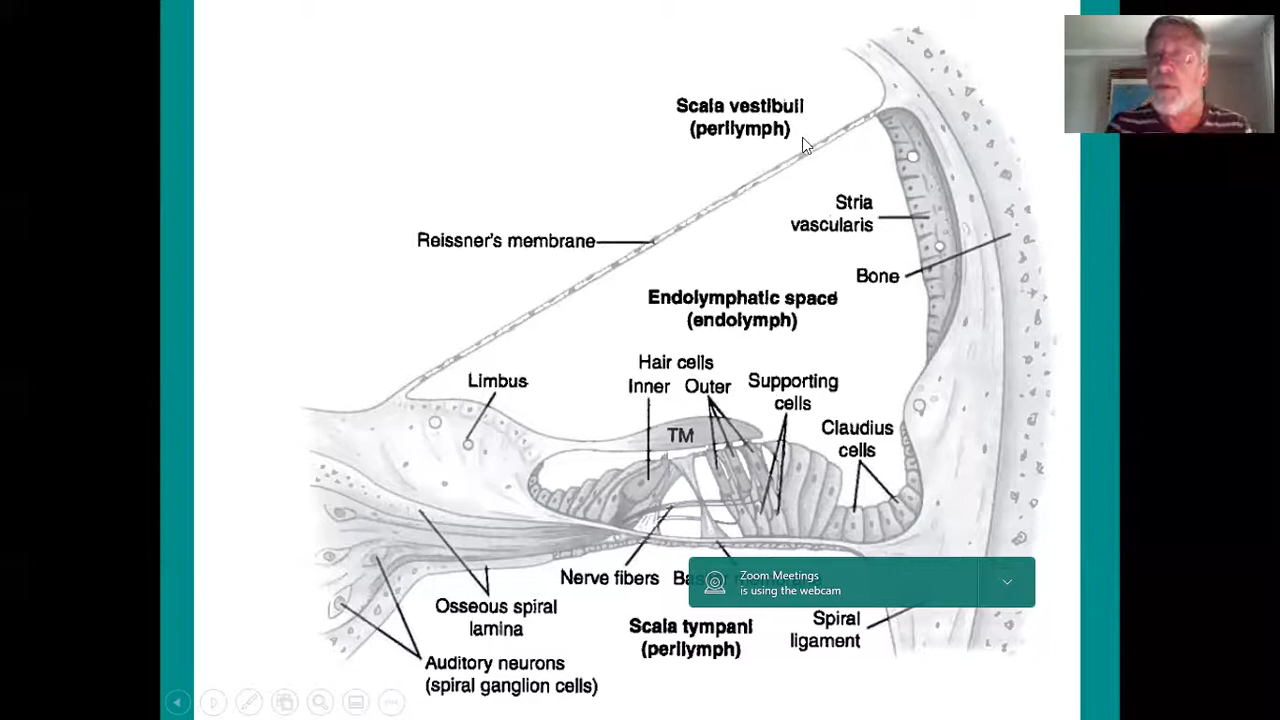 Scala vestibuli
(perilymph)
Stria
vascularis
Reissner's membrane
Bone
Endolymphatic space
(endolymph)
Hair cells
Inner Outer
Supporting
cells
Limbus
Claudius
cells
TM
Nerve fibers
Zoom Meetings
is using the webcam
Osseous spiral
lamina
Scala tympani
(perilymph)
Spiral
ligament
Auditory neurons
(spiral ganglion cells)